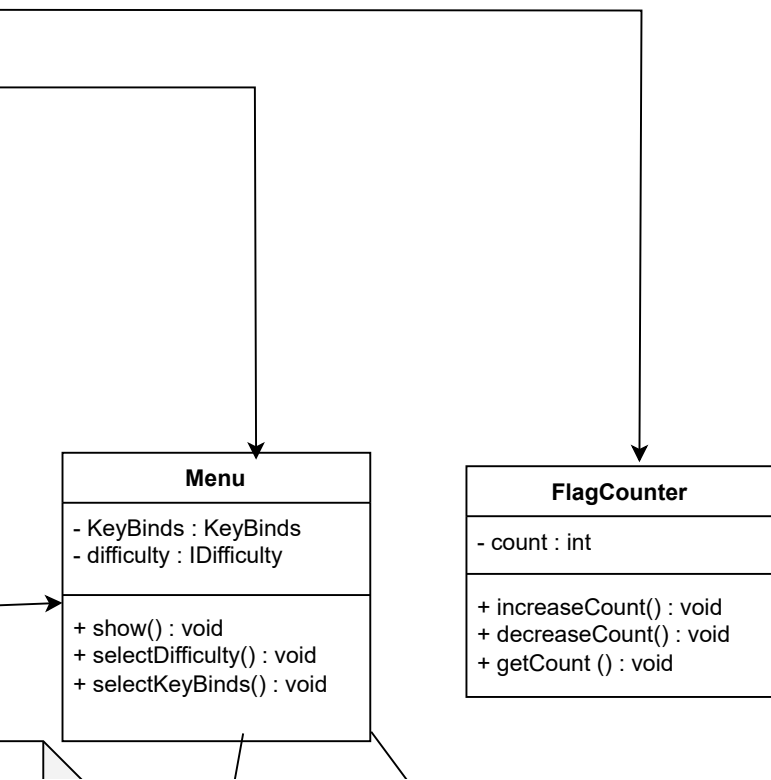 Menu
- KeyBinds : KeyBinds
- difficulty : IDifficulty
+ show() : void
+ selectDifficulty() : void
+ selectKeyBinds() : void
FlagCounter
- count : int
+ increaseCount() : void
+ decreaseCount() : void
+ getCount () : void